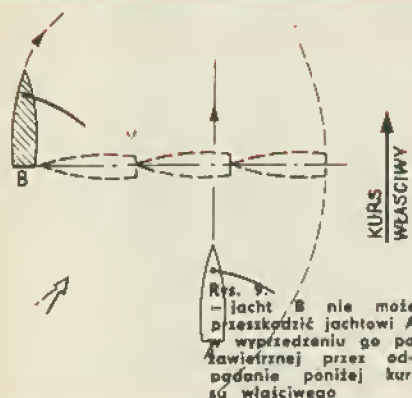 B
KURS
WŁAŚCIWY
A
Rys. 9.
— jacht B nie może
przeszkodzić jachtowi A
w wyprzedzeniu go po
zawietrznej przez od-
padanie poniżej kur-
su właściwego